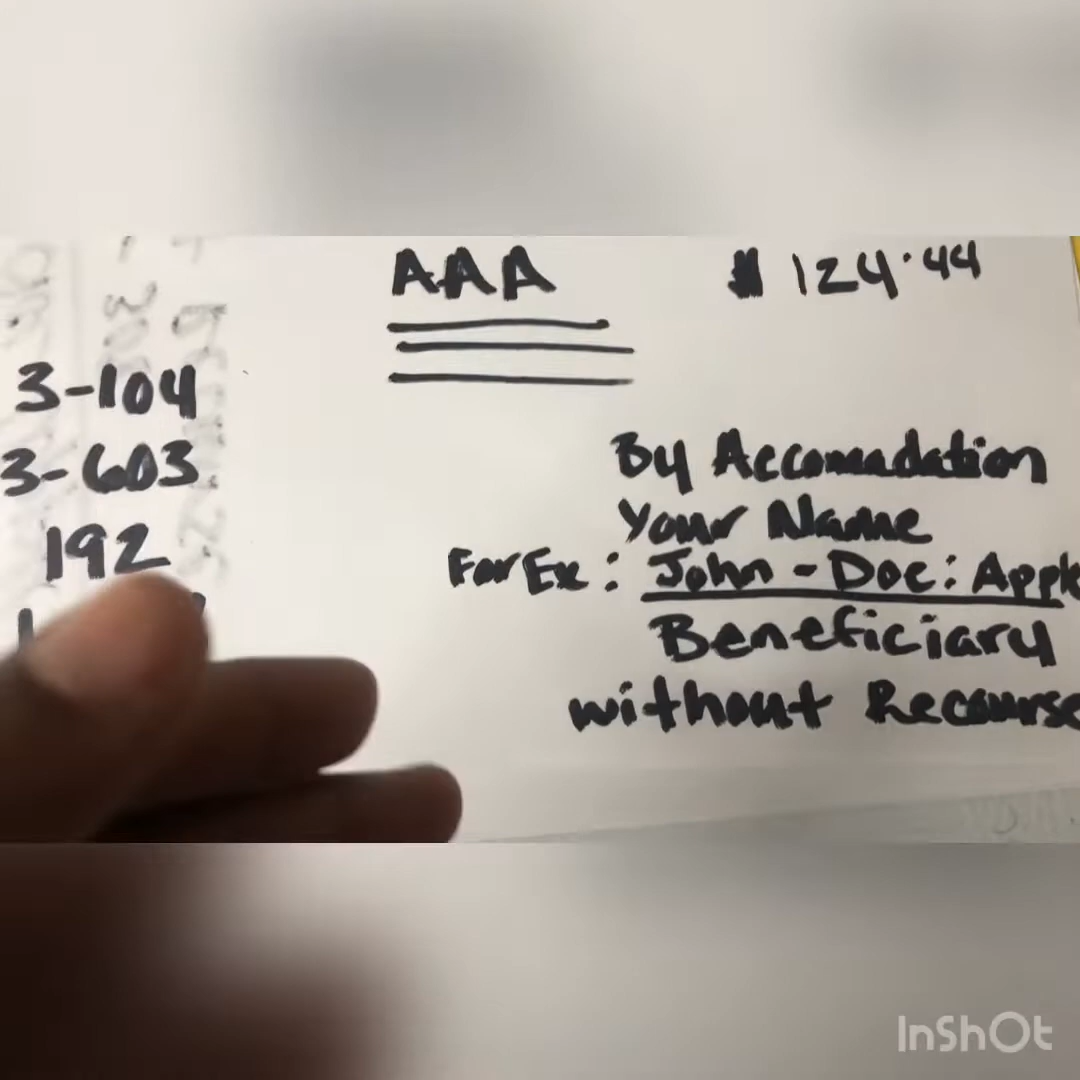 AAA
$ 124.44
3-104
3-603.
192
By Accomadation
Your Name
For Ex: John - Doe: Apple
Beneficiary
without Recourse
InShOt